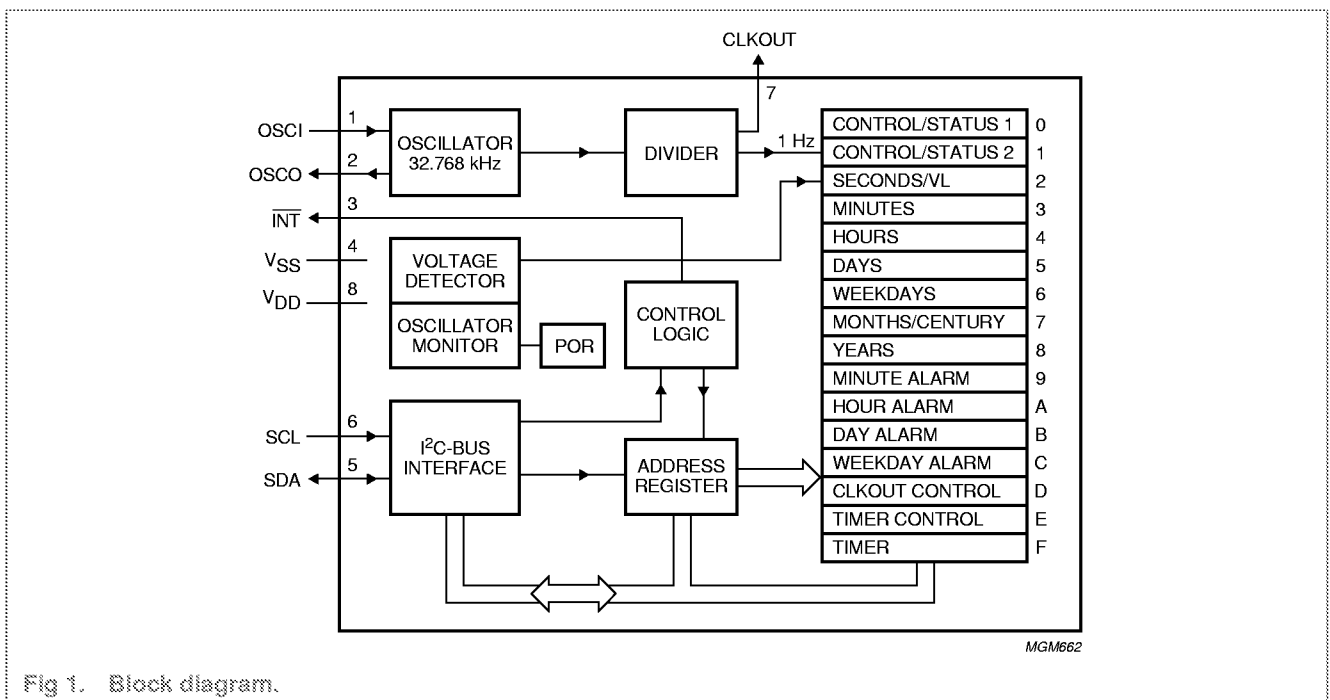 CLKOUT
7
OSCI
1
OSCILLATOR
32.768 kHz
DIVIDER
1 Hz
OSCO
2
INT
3
VSS
4
VDD
8
VOLTAGE
DETECTOR
OSCILLATOR
MONITOR
POR
CONTROL
LOGIC
SCL
6
SDA
5
I²C-BUS
INTERFACE
ADDRESS
REGISTER
CONTROL/STATUS 1 0
CONTROL/STATUS 2 1
SECONDS/VL 2
MINUTES 3
HOURS 4
DAYS 5
WEEKDAYS 6
MONTHS/CENTURY 7
YEARS 8
MINUTE ALARM 9
HOUR ALARM A
DAY ALARM B
WEEKDAY ALARM C
CLKOUT CONTROL D
TIMER CONTROL E
TIMER F
MGM662
Fig 1. Block diagram.